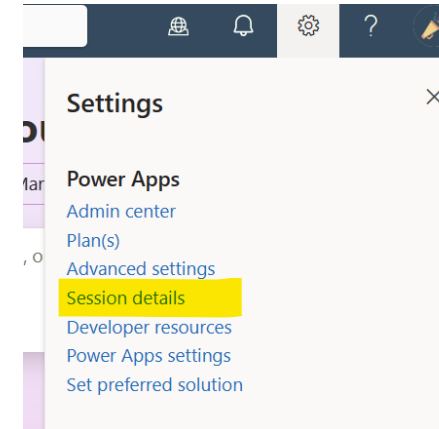 Settings
Power Apps
Admin center
Plan(s)
Advanced settings
Session details
Developer resources
Power Apps settings
Set preferred solution